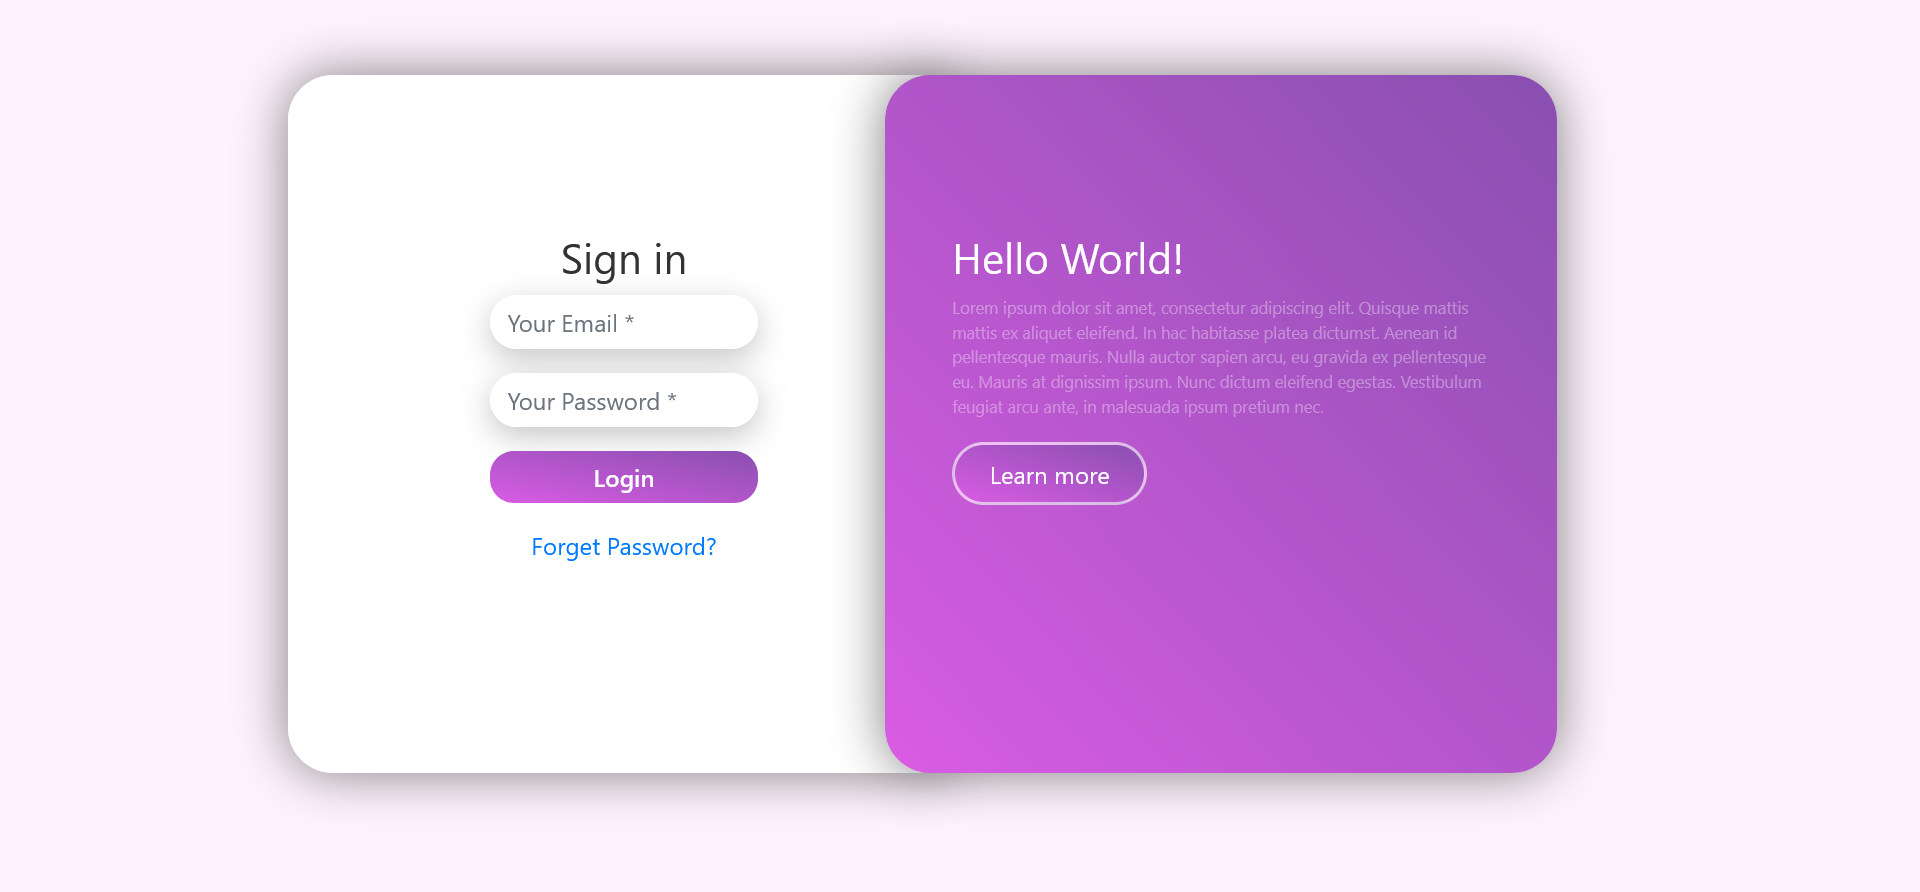 Sign in
Your Email *
Your Password *
Login
Forget Password?
Hello World!
Lorem ipsum dolor sit amet, consectetur adipiscing elit. Quisque mattis
mattis ex aliquet eleifend. In hac habitasse platea dictumst. Aenean id
pellentesque mauris. Nulla auctor sapien arcu, eu gravida ex pellentesque
eu. Mauris at dignissim ipsum. Nunc dictum eleifend egestas. Vestibulum
feugiat arcu ante, in malesuada ipsum pretium nec.
Learn more